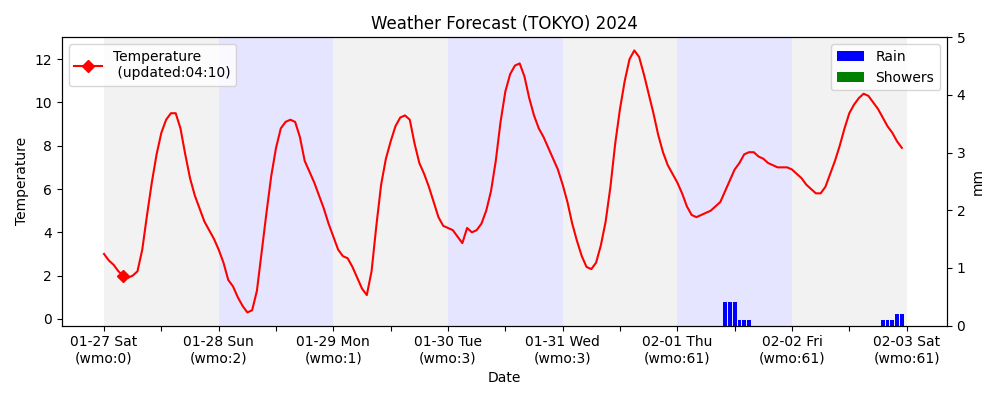 Weather Forecast (TOKYO) 2024
Temperature
(updated:04:10)
Rain
Showers
12
10
8
6
4
2
0
Temperature
5
4
3
2
1
0
mm
01-27 Sat
(wmo:0)
01-28 Sun
(wmo:2)
01-29 Mon
(wmo:1)
01-30 Tue
(wmo:3)
01-31 Wed
(wmo:3)
02-01 Thu
(wmo:61)
02-02 Fri
(wmo:61)
02-03 Sat
(wmo:61)
Date